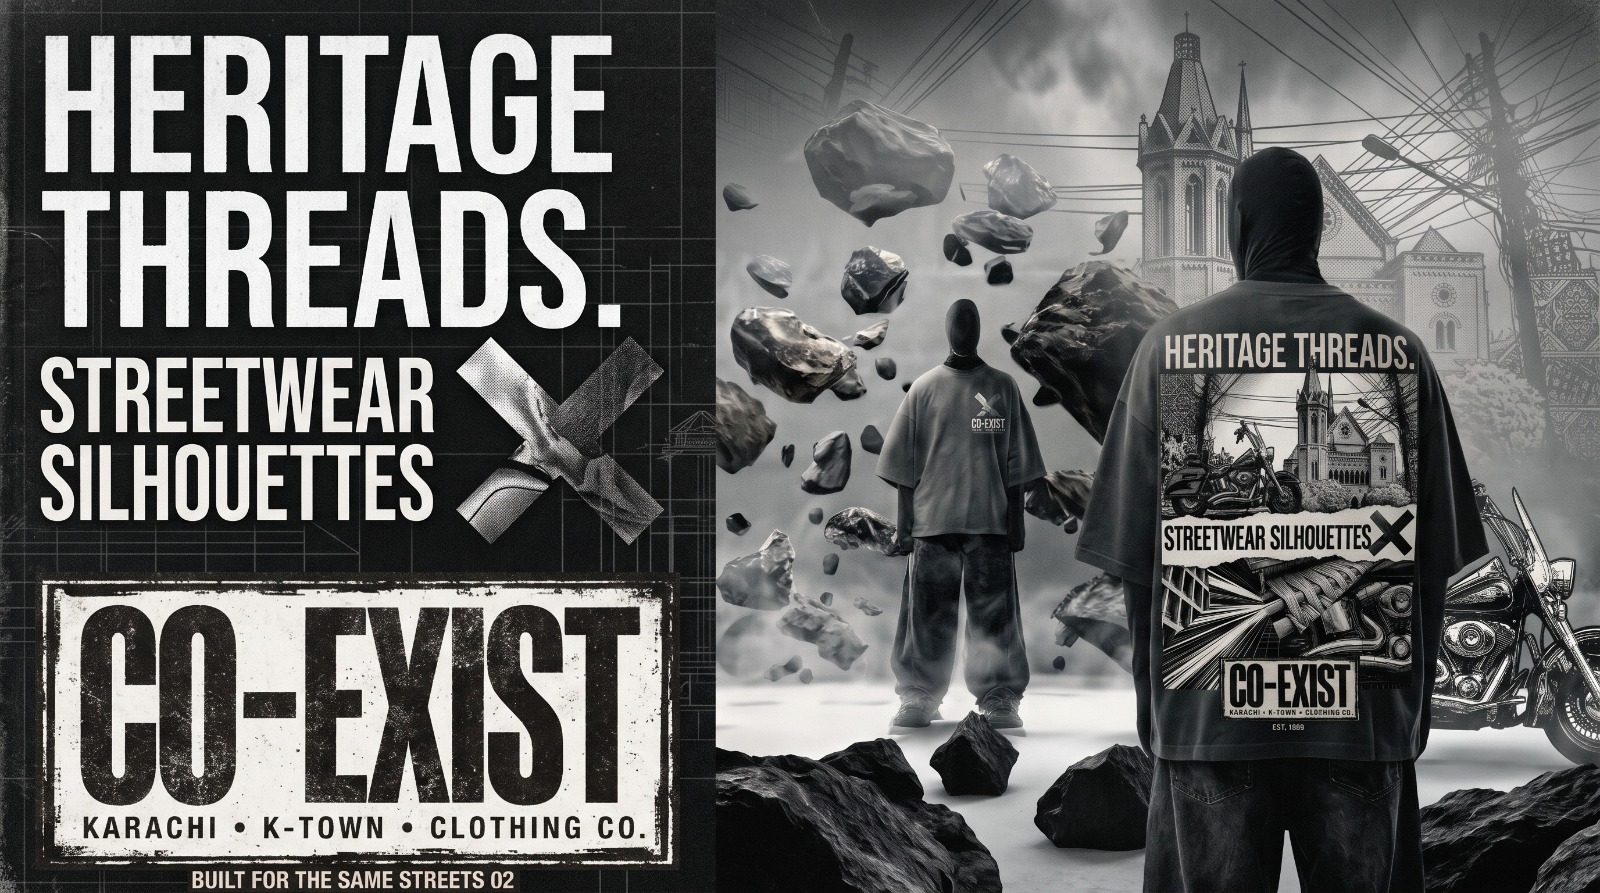 HERITAGE
THREADS.
STREETWEAR
SILHOUETTES
CO-EXIST
KARACHI • K-TOWN • CLOTHING CO.
BUILT FOR THE SAME STREETS 02
CO-EXIST
HERITAGE THREADS.
STREETWEAR SILHOUETTES
CO-EXIST
KARACHI • K-TOWN • CLOTHING CO.
EST. 1889